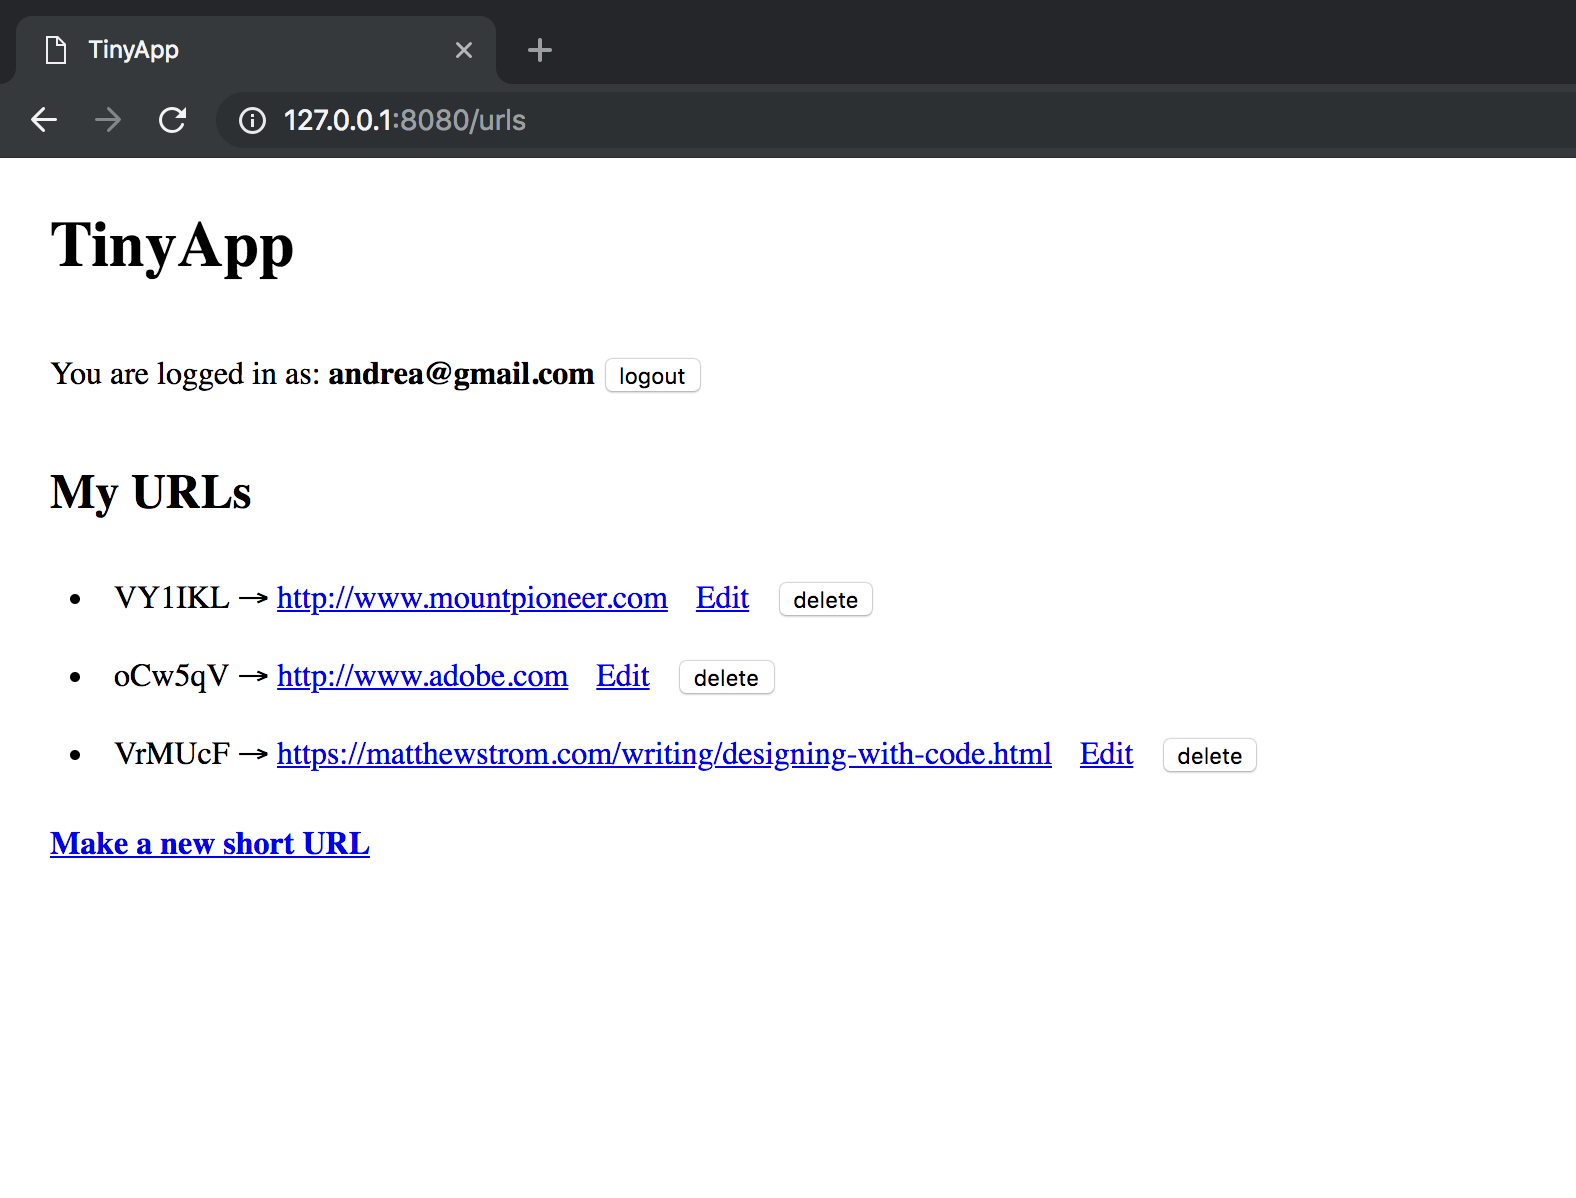 TinyApp
127.0.0.1:8080/urls
TinyApp
You are logged in as: andrea@gmail.com logout
My URLs
• VY1IKL → http://www.mountpioneer.com Edit delete
• oCw5qV → http://www.adobe.com Edit delete
• VrMUcF → https://matthewstrom.com/writing/designing-with-code.html Edit delete
Make a new short URL